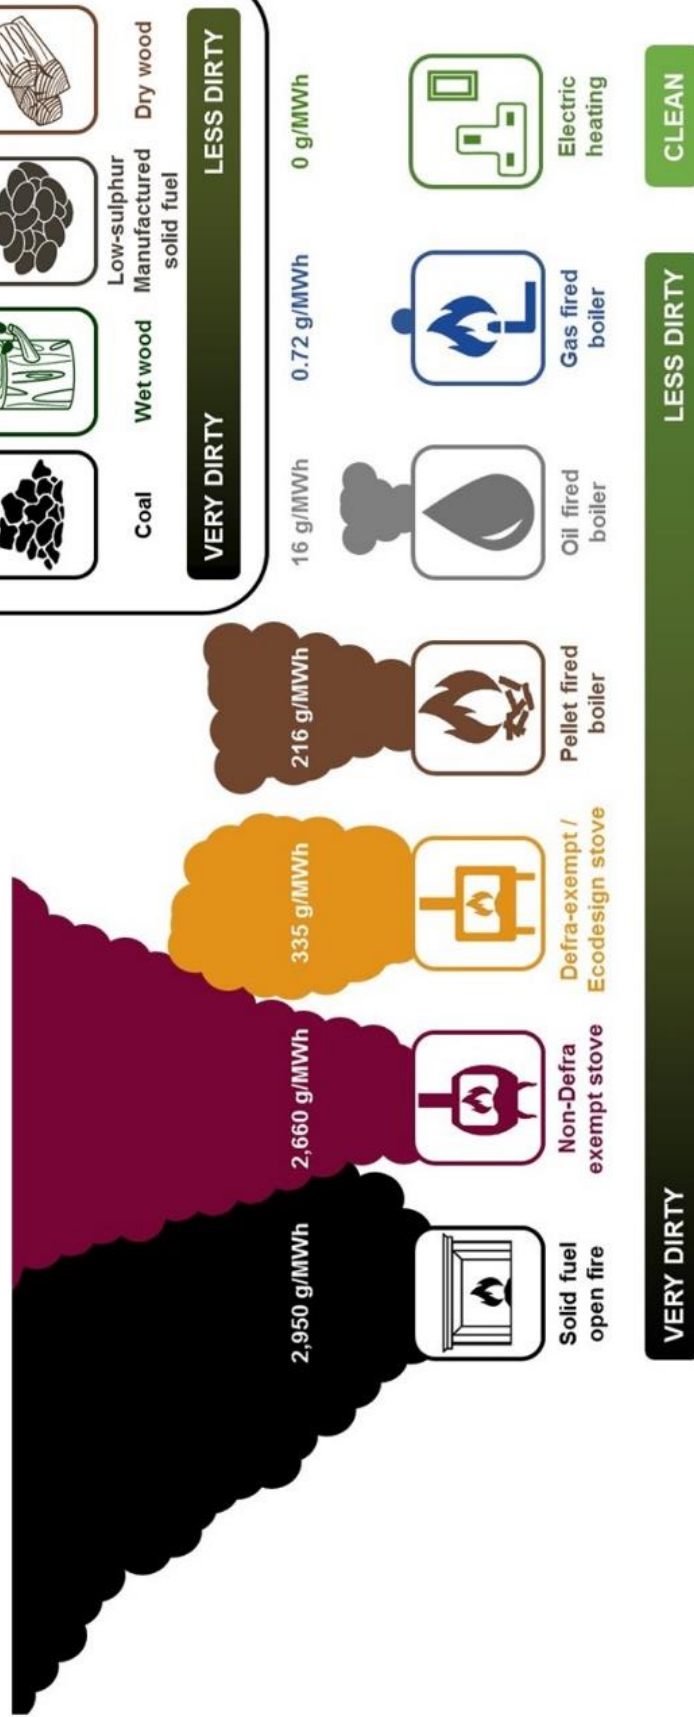 Coal
Wet wood
Low-sulphur
Manufactured
solid fuel
Dry wood
VERY DIRTY
LESS DIRTY
2,950 g/MWh
2,660 g/MWh
335 g/MWh
216 g/MWh
16 g/MWh
0.72 g/MWh
0 g/MWh
Solid fuel
open fire
Non-Defra
exempt stove
Defra-exempt /
Ecodesign stove
Pellet fired
boiler
Oil fired
boiler
Gas fired
boiler
Electric
heating
VERY DIRTY
LESS DIRTY
CLEAN